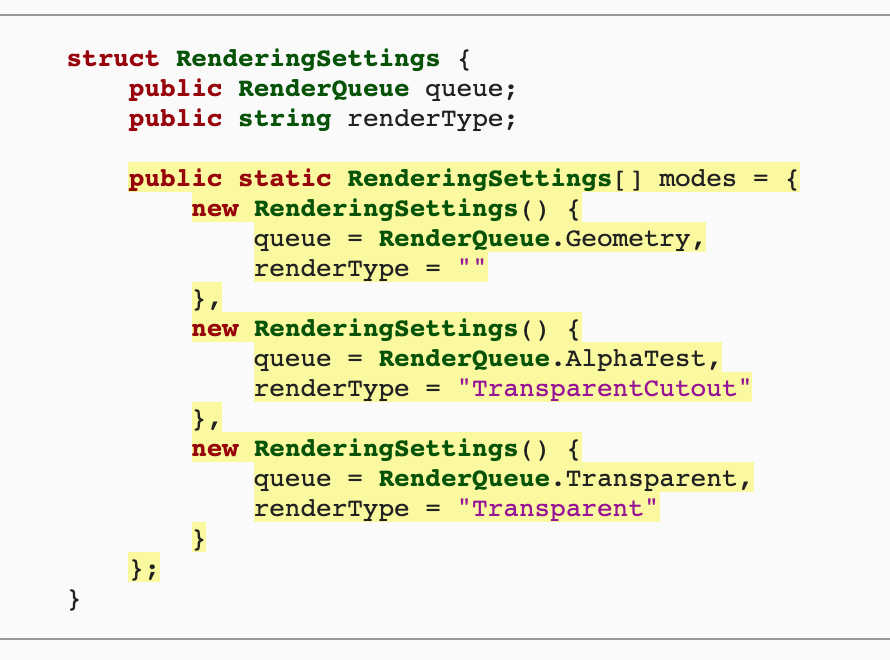 struct RenderingSettings {
    public RenderQueue queue;
    public string renderType;

    public static RenderingSettings[] modes = {
        new RenderingSettings() {
            queue = RenderQueue.Geometry,
            renderType = ""
        },
        new RenderingSettings() {
            queue = RenderQueue.AlphaTest,
            renderType = "TransparentCutout"
        },
        new RenderingSettings() {
            queue = RenderQueue.Transparent,
            renderType = "Transparent"
        }
    };
}